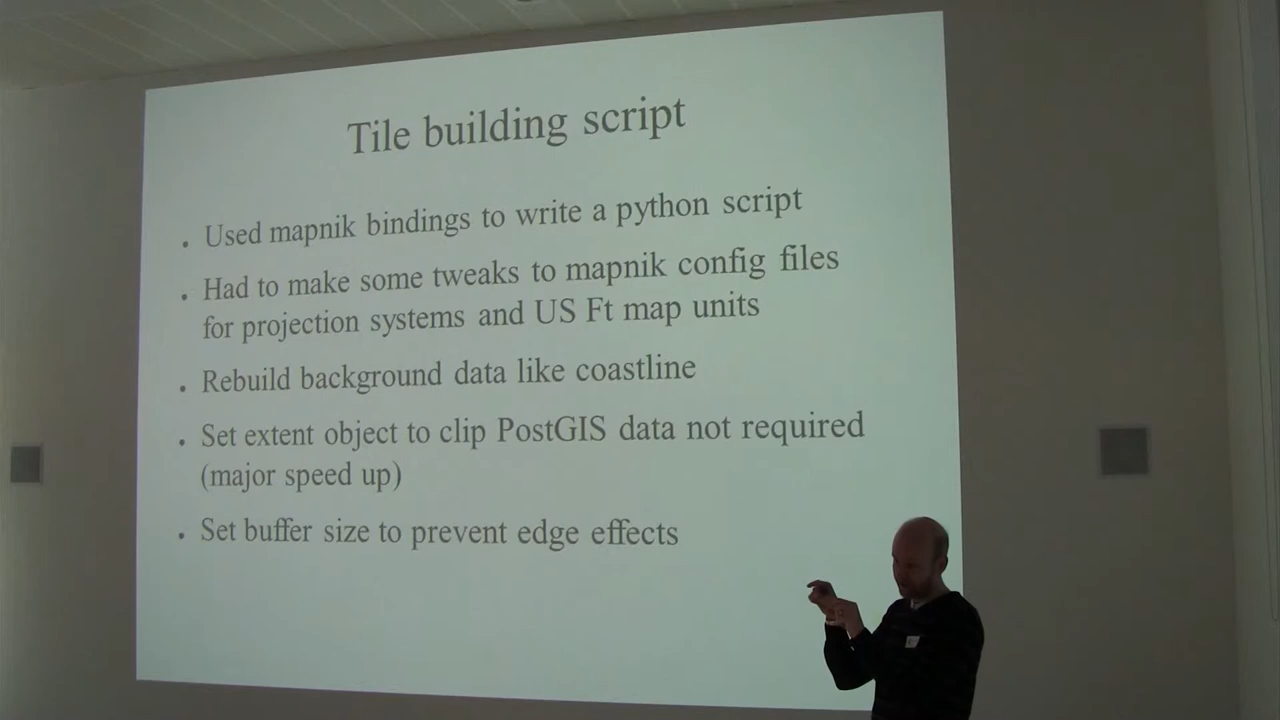 Tile building script
• Used mapnik bindings to write a python script
• Had to make some tweaks to mapnik config files
for projection systems and US Ft map units
• Rebuild background data like coastline
• Set extent object to clip PostGIS data not required
(major speed up)
• Set buffer size to prevent edge effects